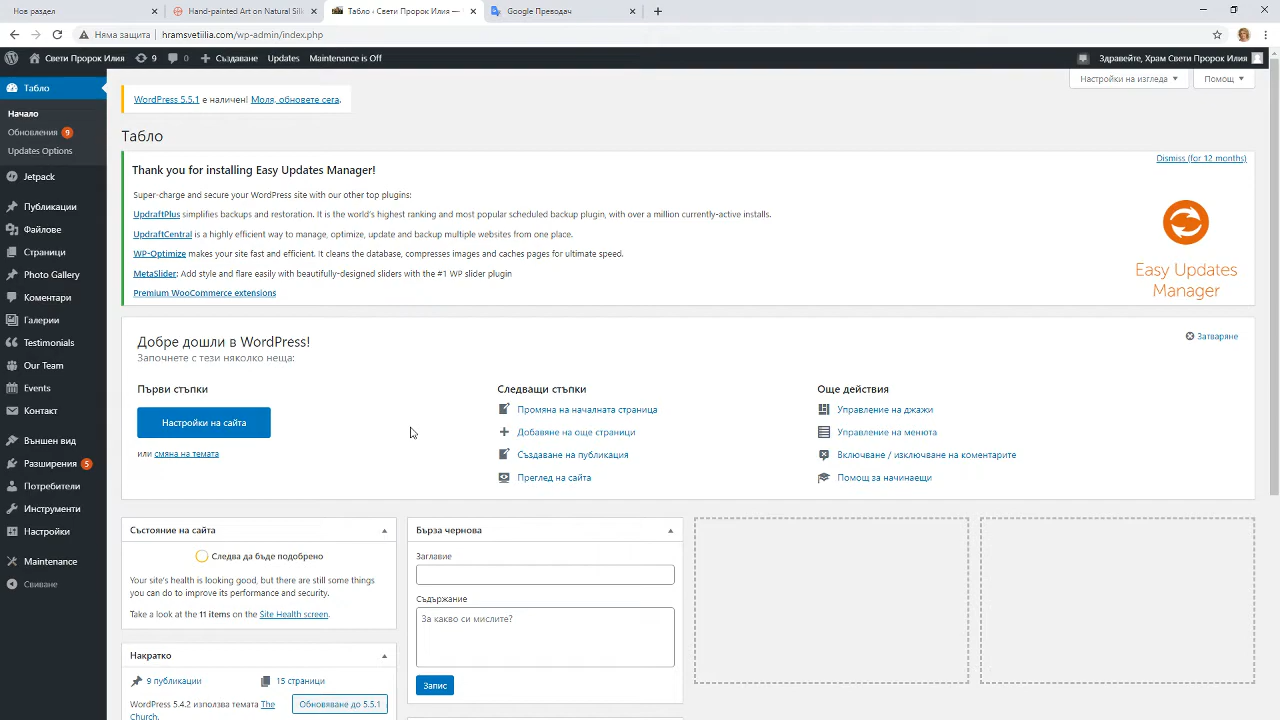 Нов раздел
Hand-painted Art on Natural Silk
Табло ‹ Свети Пророк Илия — ×
Google Преводач
Няма защита
hramsvetiilia.com/wp-admin/index.php
Свети Пророк Илия
9
0
Създаване
Updates
Maintenance is Off
Здравейте, Храм Свети Пророк Илия
Табло
Начало
Обновления 9
Updates Options
Jetpack
Публикации
Файлове
Страници
Photo Gallery
Коментари
Галерии
Testimonials
Our Team
Events
Контакт
Външен вид
Разширения 5
Потребители
Инструменти
Настройки
Maintenance
Свиване
Настройки на изгледа
Помощ
WordPress 5.5.1 е наличен! Моля, обновете сега.
Табло
Thank you for installing Easy Updates Manager!
Dismiss (for 12 months)
Super-charge and secure your WordPress site with our other top plugins:
UpdraftPlus simplifies backups and restoration. It is the world's highest ranking and most popular scheduled backup plugin, with over a million currently-active installs.
UpdraftCentral is a highly efficient way to manage, optimize, update and backup multiple websites from one place.
WP-Optimize makes your site fast and efficient. It cleans the database, compresses images and caches pages for ultimate speed.
MetaSlider: Add style and flare easily with beautifully-designed sliders with the #1 WP slider plugin
Premium WooCommerce extensions
Easy Updates
Manager
Добре дошли в WordPress!
Затваряне
Започнете с тези няколко неща:
Първи стъпки
Настройки на сайта
или смяна на темата
Следващи стъпки
Промяна на началната страница
Добавяне на още страници
Създаване на публикация
Преглед на сайта
Още действия
Управление на джажи
Управление на менюта
Включване / изключване на коментарите
Помощ за начинаещи
Състояние на сайта
Следва да бъде подобрено
Your site's health is looking good, but there are still some things
you can do to improve its performance and security.
Take a look at the 11 items on the Site Health screen.
Накратко
9 публикации
15 страници
WordPress 5.4.2 използва темата The
Church.
Обновяване до 5.5.1
Бърза чернова
Заглавие
Съдържание
За какво си мислите?
Запис